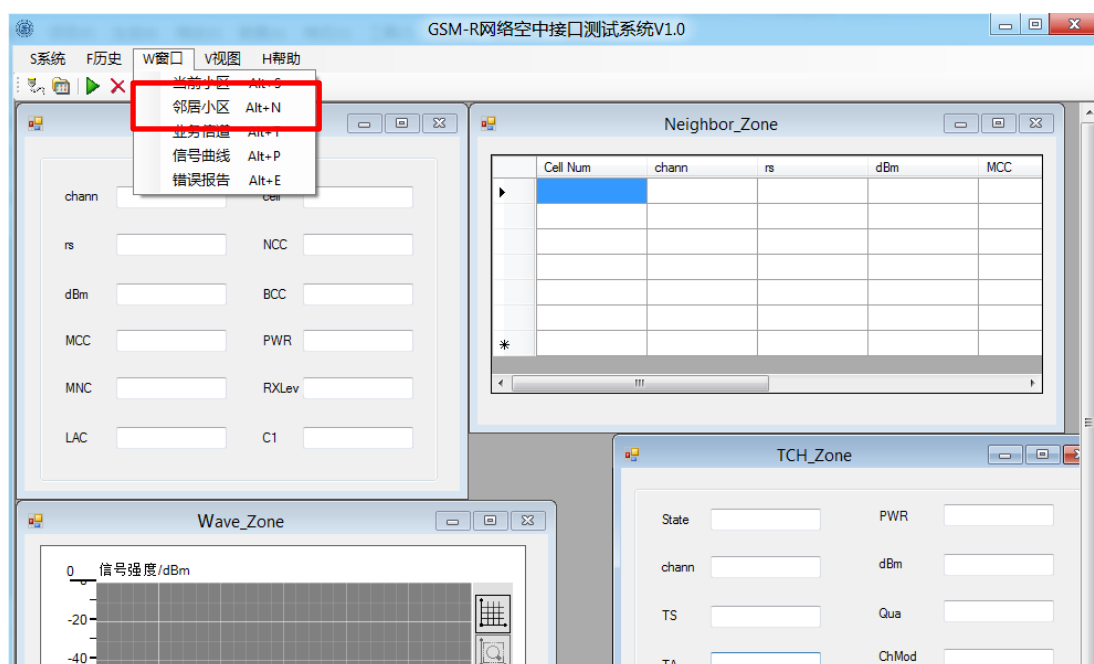 GSM-R网络空中接口测试系统V1.0
S系统 F历史 W窗口 V视图 H帮助
当前小区 Alt+S
邻居小区 Alt+N
业务信道 Alt+T
信号曲线 Alt+P
错误报告 Alt+E
chann
cell
rs
NCC
dBm
BCC
MCC
PWR
MNC
RXLev
LAC
C1
Neighbor_Zone
Cell Num chann rs dBm MCC
Wave_Zone
0 信号强度/dBm
0
-20
-40
TCH_Zone
State
PWR
chann
dBm
TS
Qua
TA
ChMod